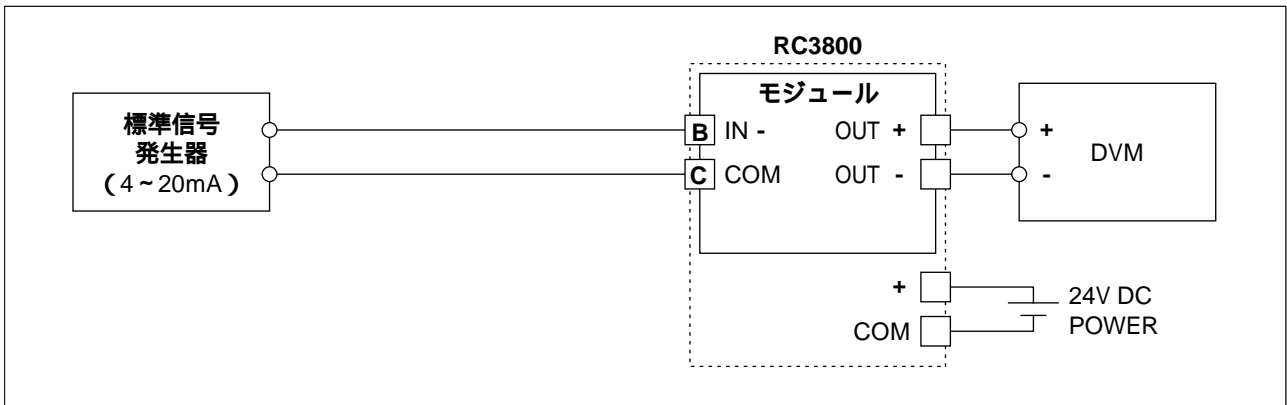 RC3800
モジュール
標準信号
発生器
（4～20mA）
B IN - OUT +
C COM OUT -
+
-
DVM
+
COM
24V DC
POWER